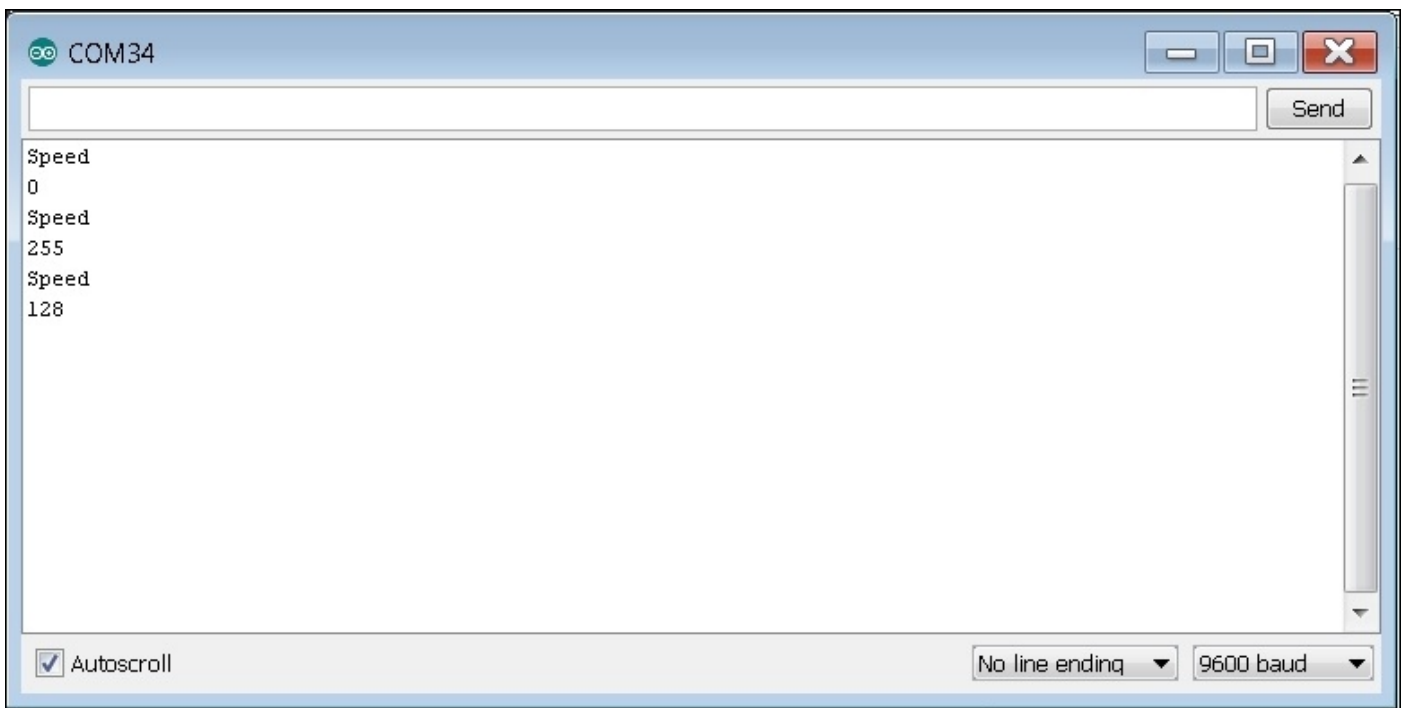 COM34
Send
Speed
0
Speed
255
Speed
128
Autoscroll
No line ending
9600 baud